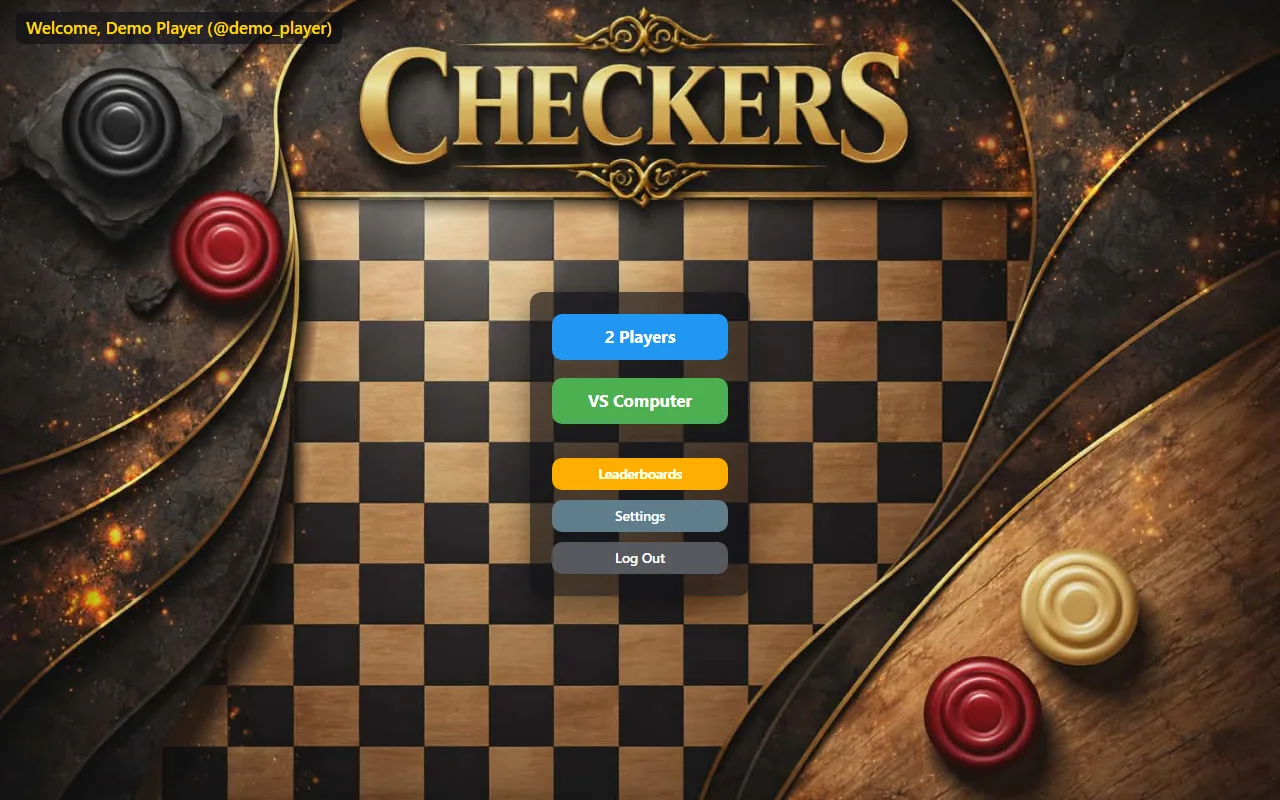 Welcome, Demo Player (@demo_player)
CHECKERS
2 Players
VS Computer
Leaderboards
Settings
Log Out